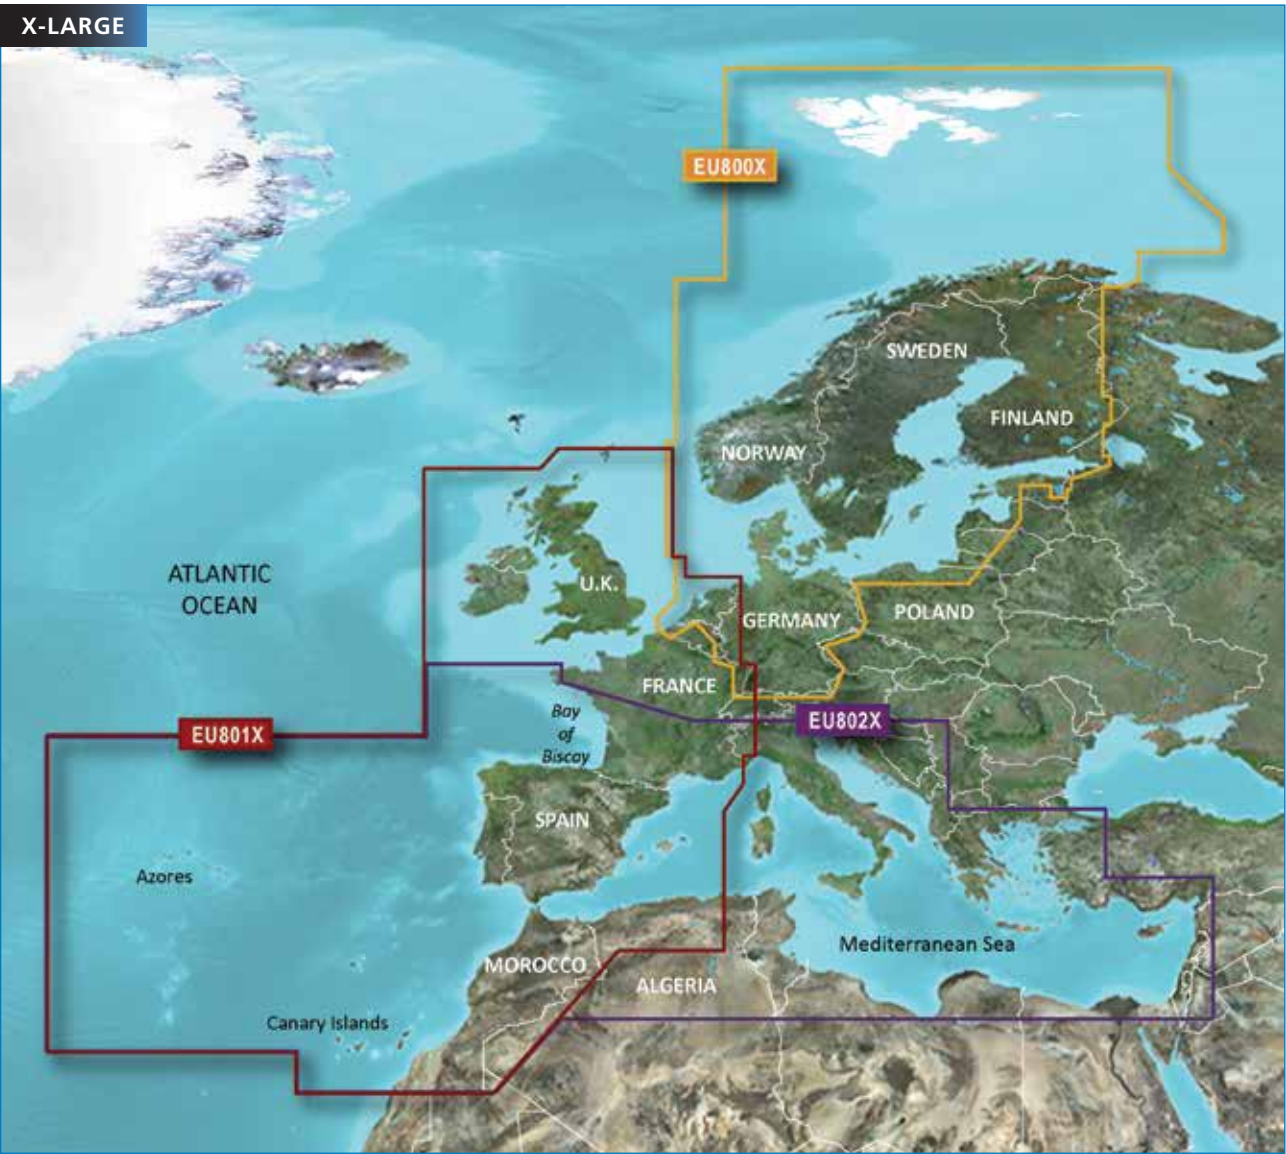 X-LARGE
EU800X
SWEDEN
FINLAND
NORWAY
ATLANTIC
OCEAN
U.K.
GERMANY
POLAND
FRANCE
EU801X
Bay
of
Biscay
EU802X
SPAIN
Azores
Mediterranean Sea
MOROCCO
ALGERIA
Canary Islands